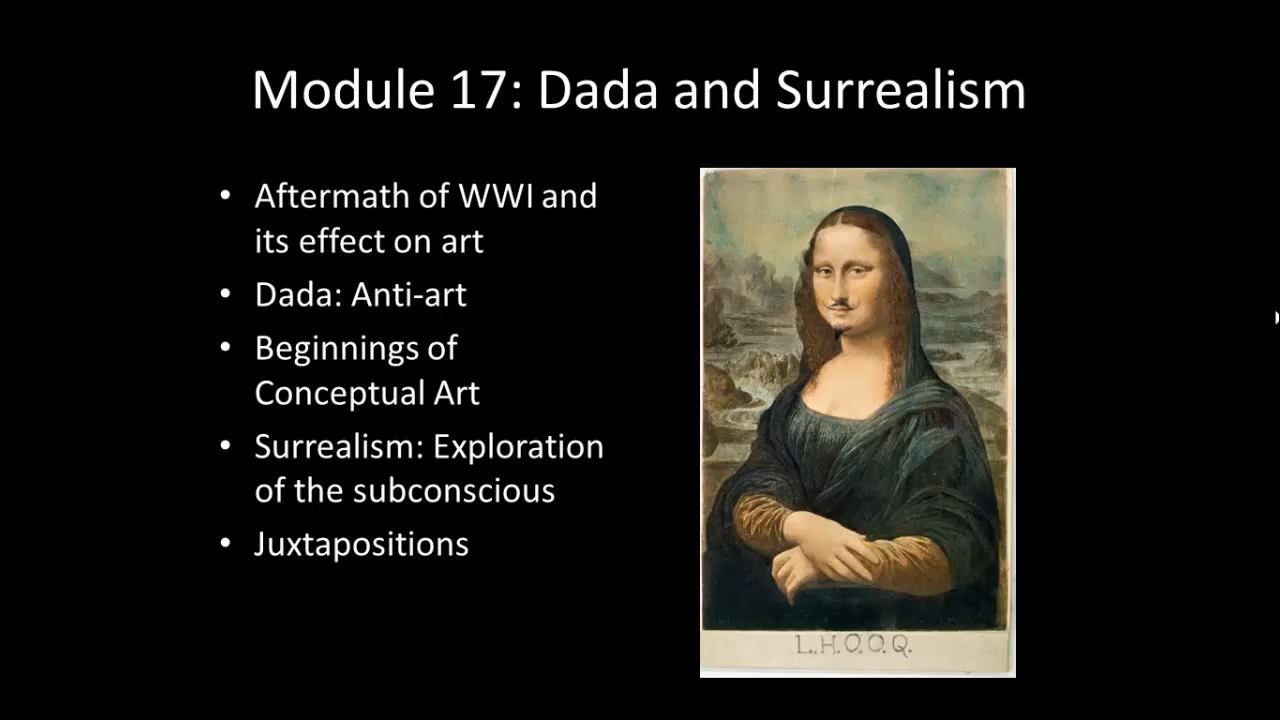 Module 17: Dada and Surrealism
• Aftermath of WWI and
its effect on art
• Dada: Anti-art
• Beginnings of
Conceptual Art
• Surrealism: Exploration
of the subconscious
• Juxtapositions
L.H.O.O.Q.